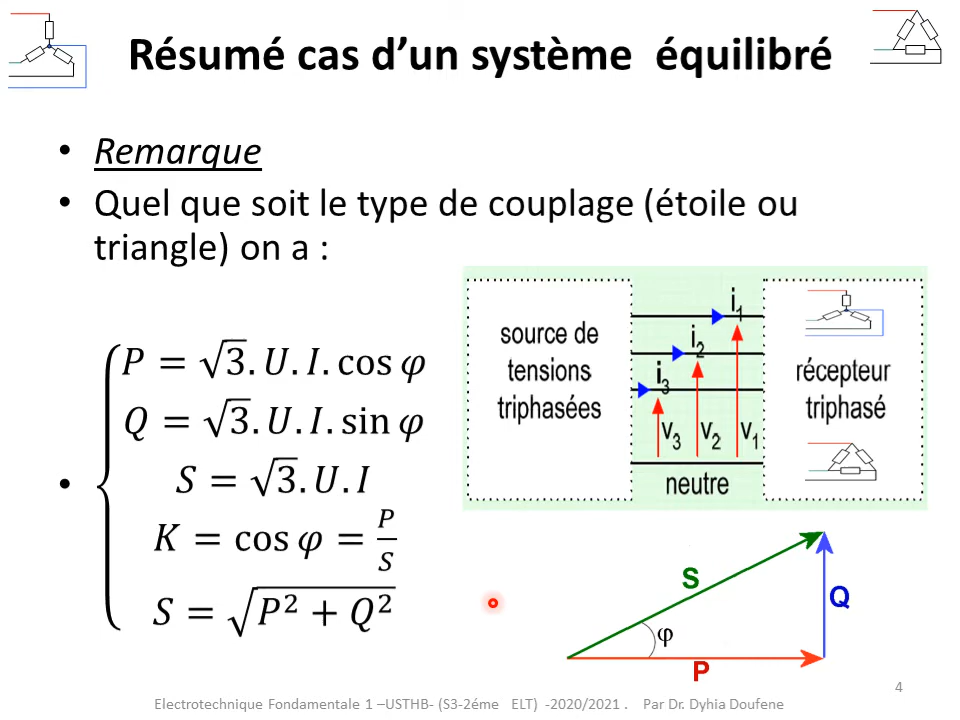 Résumé cas d’un système équilibré
• Remarque
• Quel que soit le type de couplage (étoile ou
triangle) on a :
P = √3. U. I. cos φ
Q = √3. U. I. sin φ
• S = √3. U. I
K = cos φ = P/S
S = √(P² + Q²)
source de
tensions
triphasées
i₁
i₂
i₃
v₃ v₂ v₁
neutre
récepteur
triphasé
S
Q
φ
P
4
Electrotechnique Fondamentale 1 –USTHB- (S3-2éme ELT) -2020/2021 . Par Dr. Dyhia Doufene